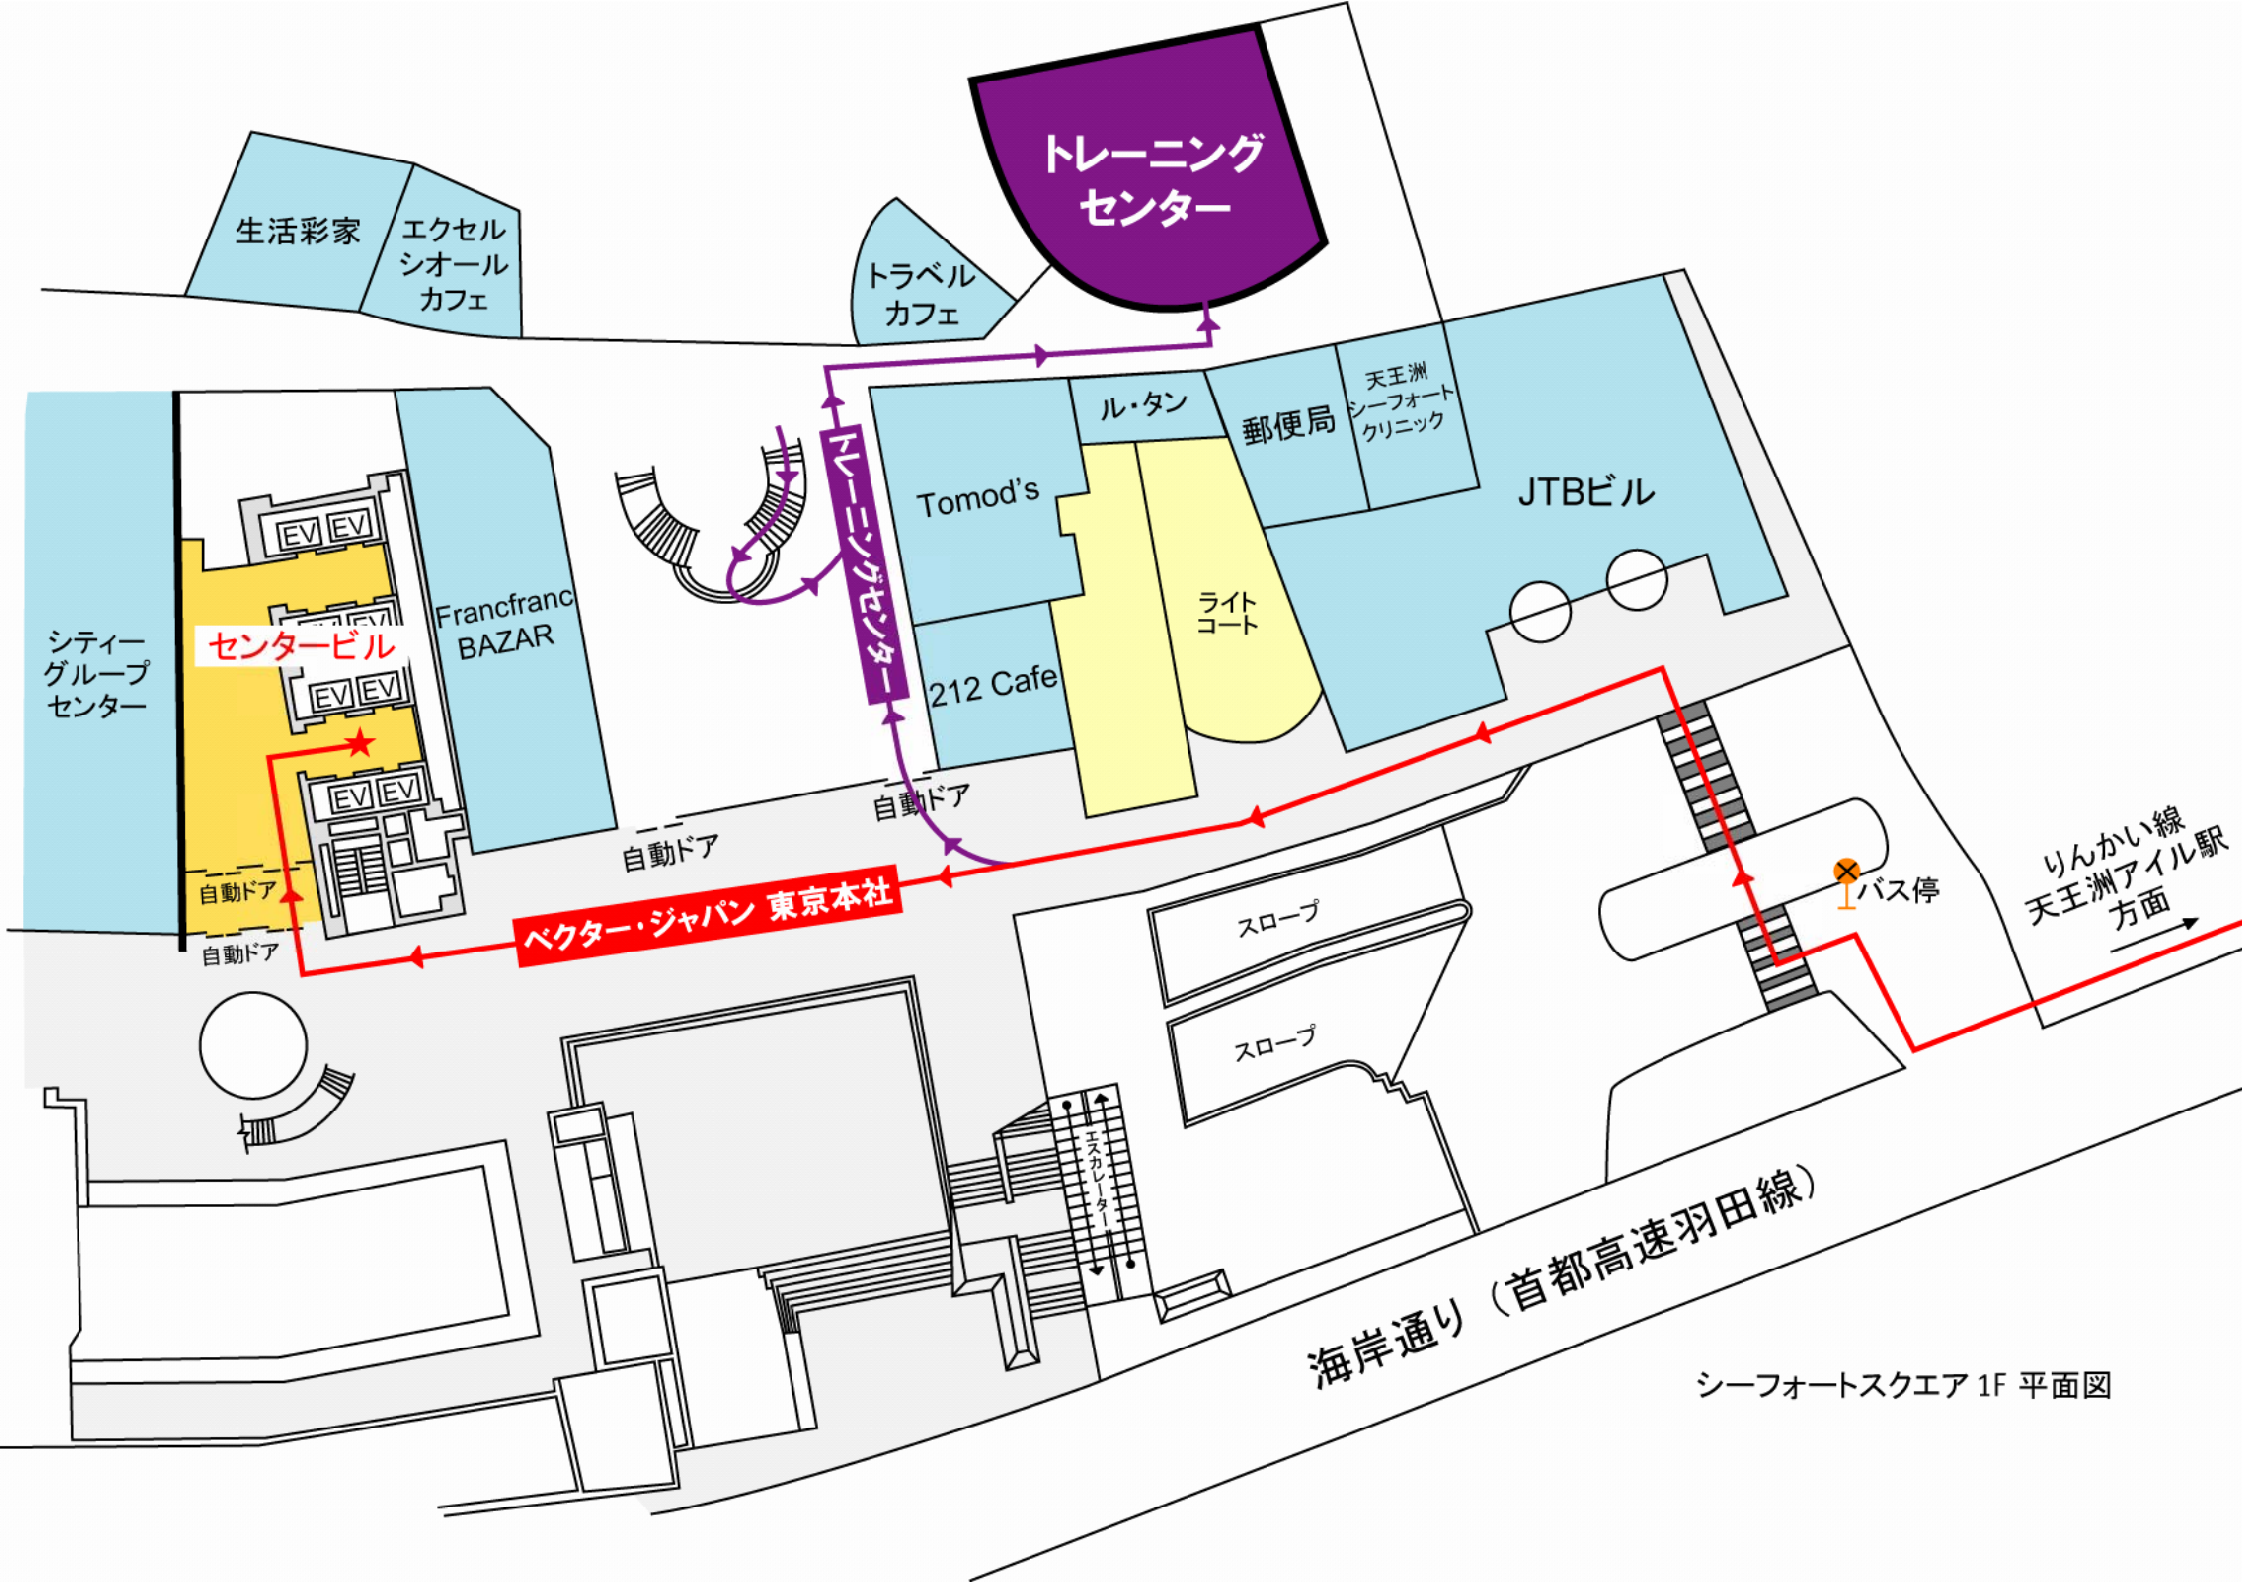 トレーニング
センター
生活彩家
エクセル
シオール
カフェ
トラベル
カフェ
ル・タン
郵便局
天王洲
シーフォート
クリニック
Tomod's
JTBビル
トレーニングセンター
EV EV
Francfranc
BAZAR
ライト
コート
センタービル
シティー
グループ
センター
212 Cafe
EV EV
EV EV
自動ドア
自動ドア
自動ドア
自動ドア
ベクター・ジャパン 東京本社
スロープ
スロープ
バス停
りんかい線
天王洲アイル駅
方面
エスカレーター
海岸通り（首都高速羽田線）
シーフォートスクエア 1F 平面図